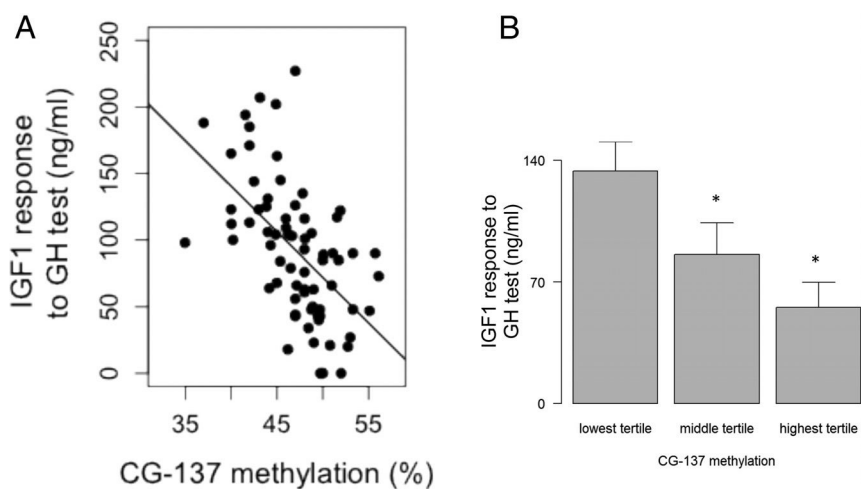 A
IGF1 response
to GH test (ng/ml)
250
200
150
100
50
0
35
45
55
CG-137 methylation (%)
B
IGF1 response to
GH test (ng/ml)
140
70
0
*
*
lowest tertile
middle tertile
highest tertile
CG-137 methylation